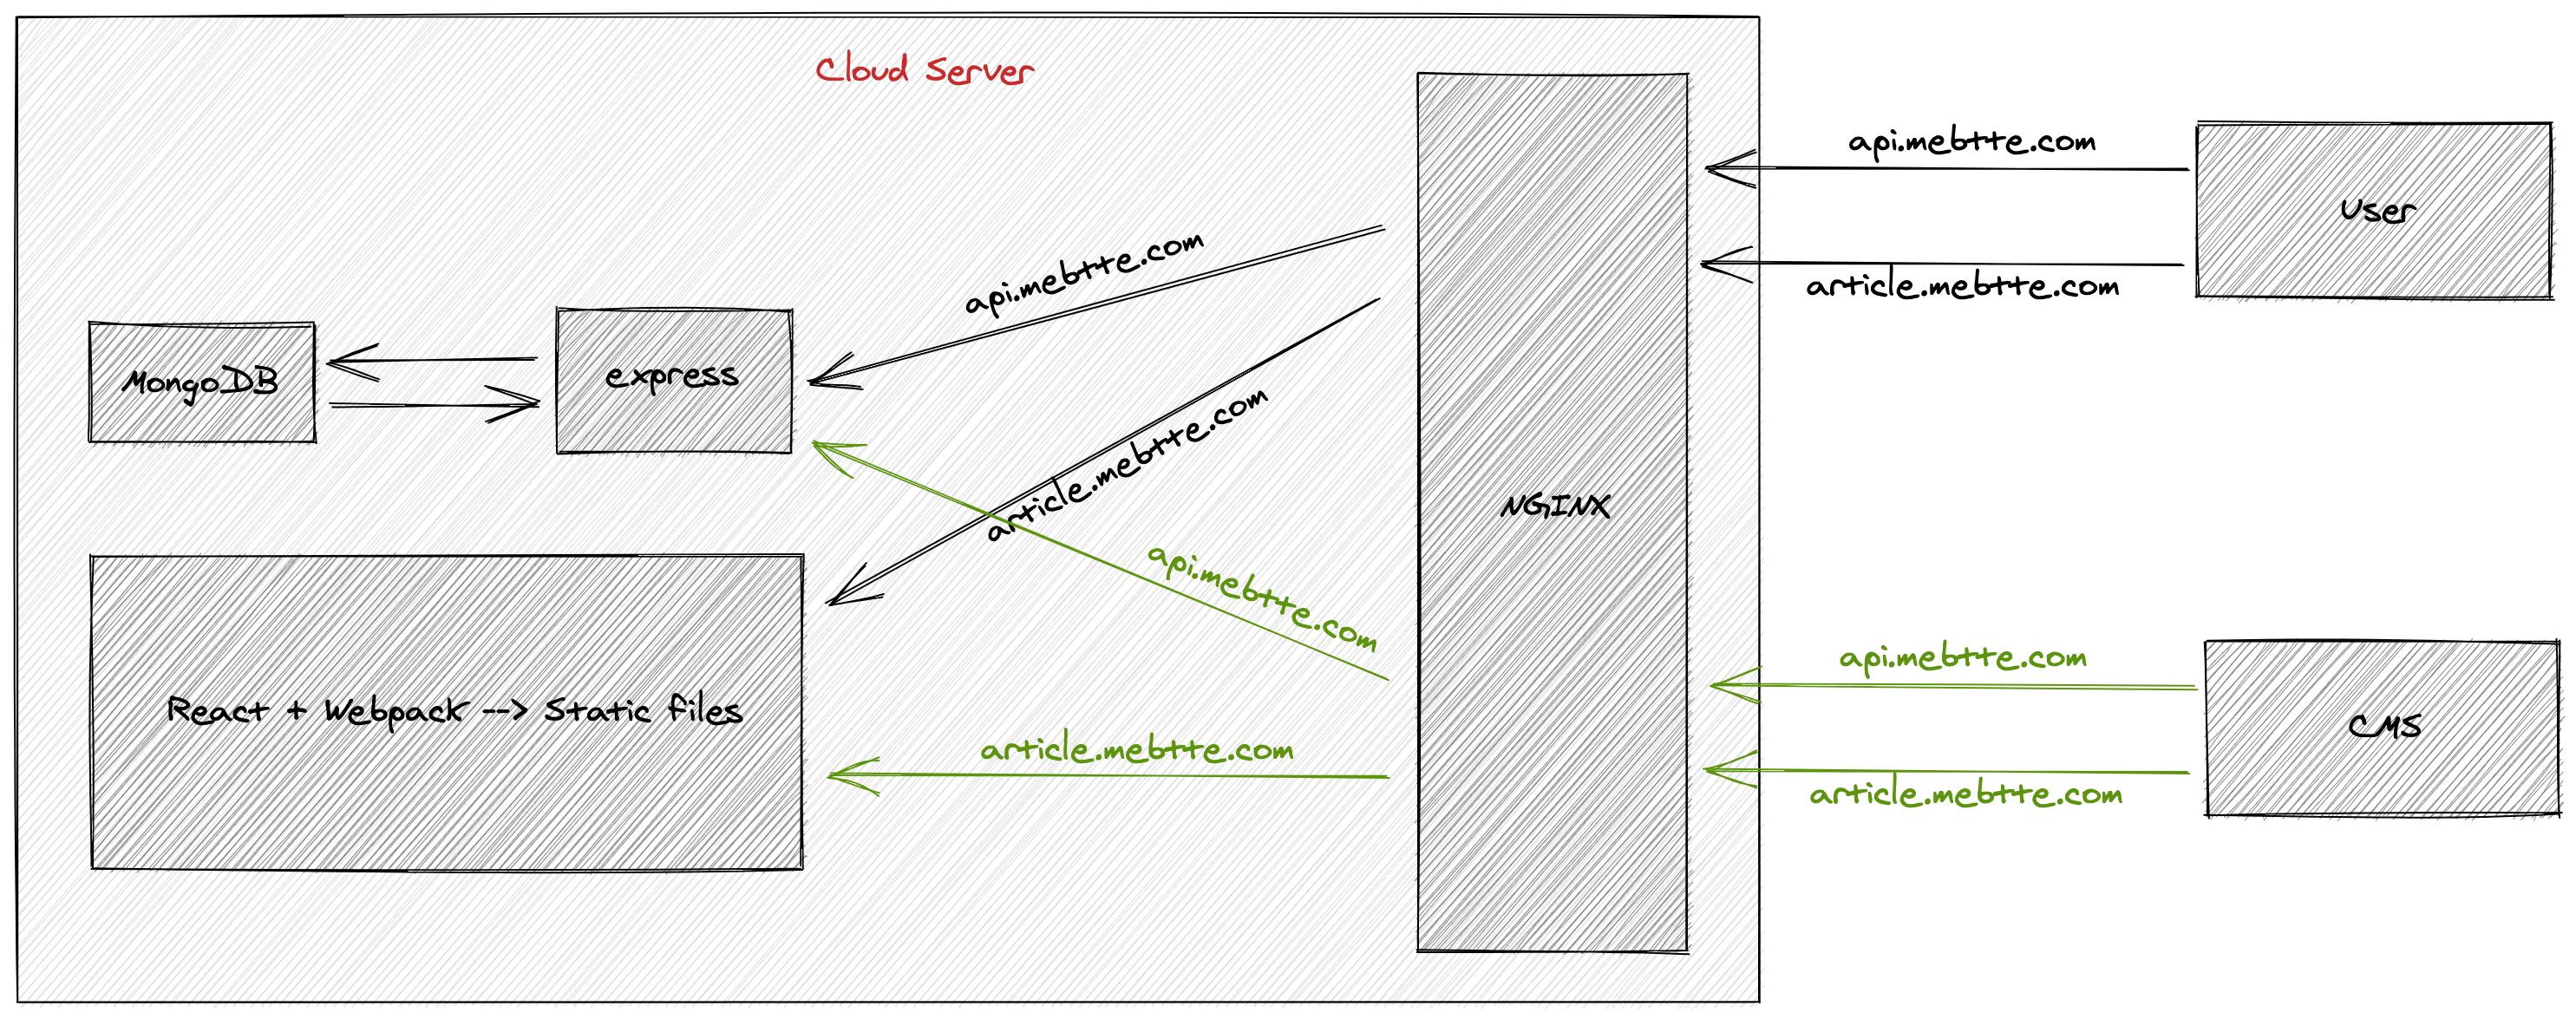 Cloud Server
api.mebtte.com
User
article.mebtte.com
api.mebtte.com
MongoDB
express
article.mebtte.com
NGINX
api.mebtte.com
React + Webpack --> Static files
article.mebtte.com
api.mebtte.com
CMS
article.mebtte.com